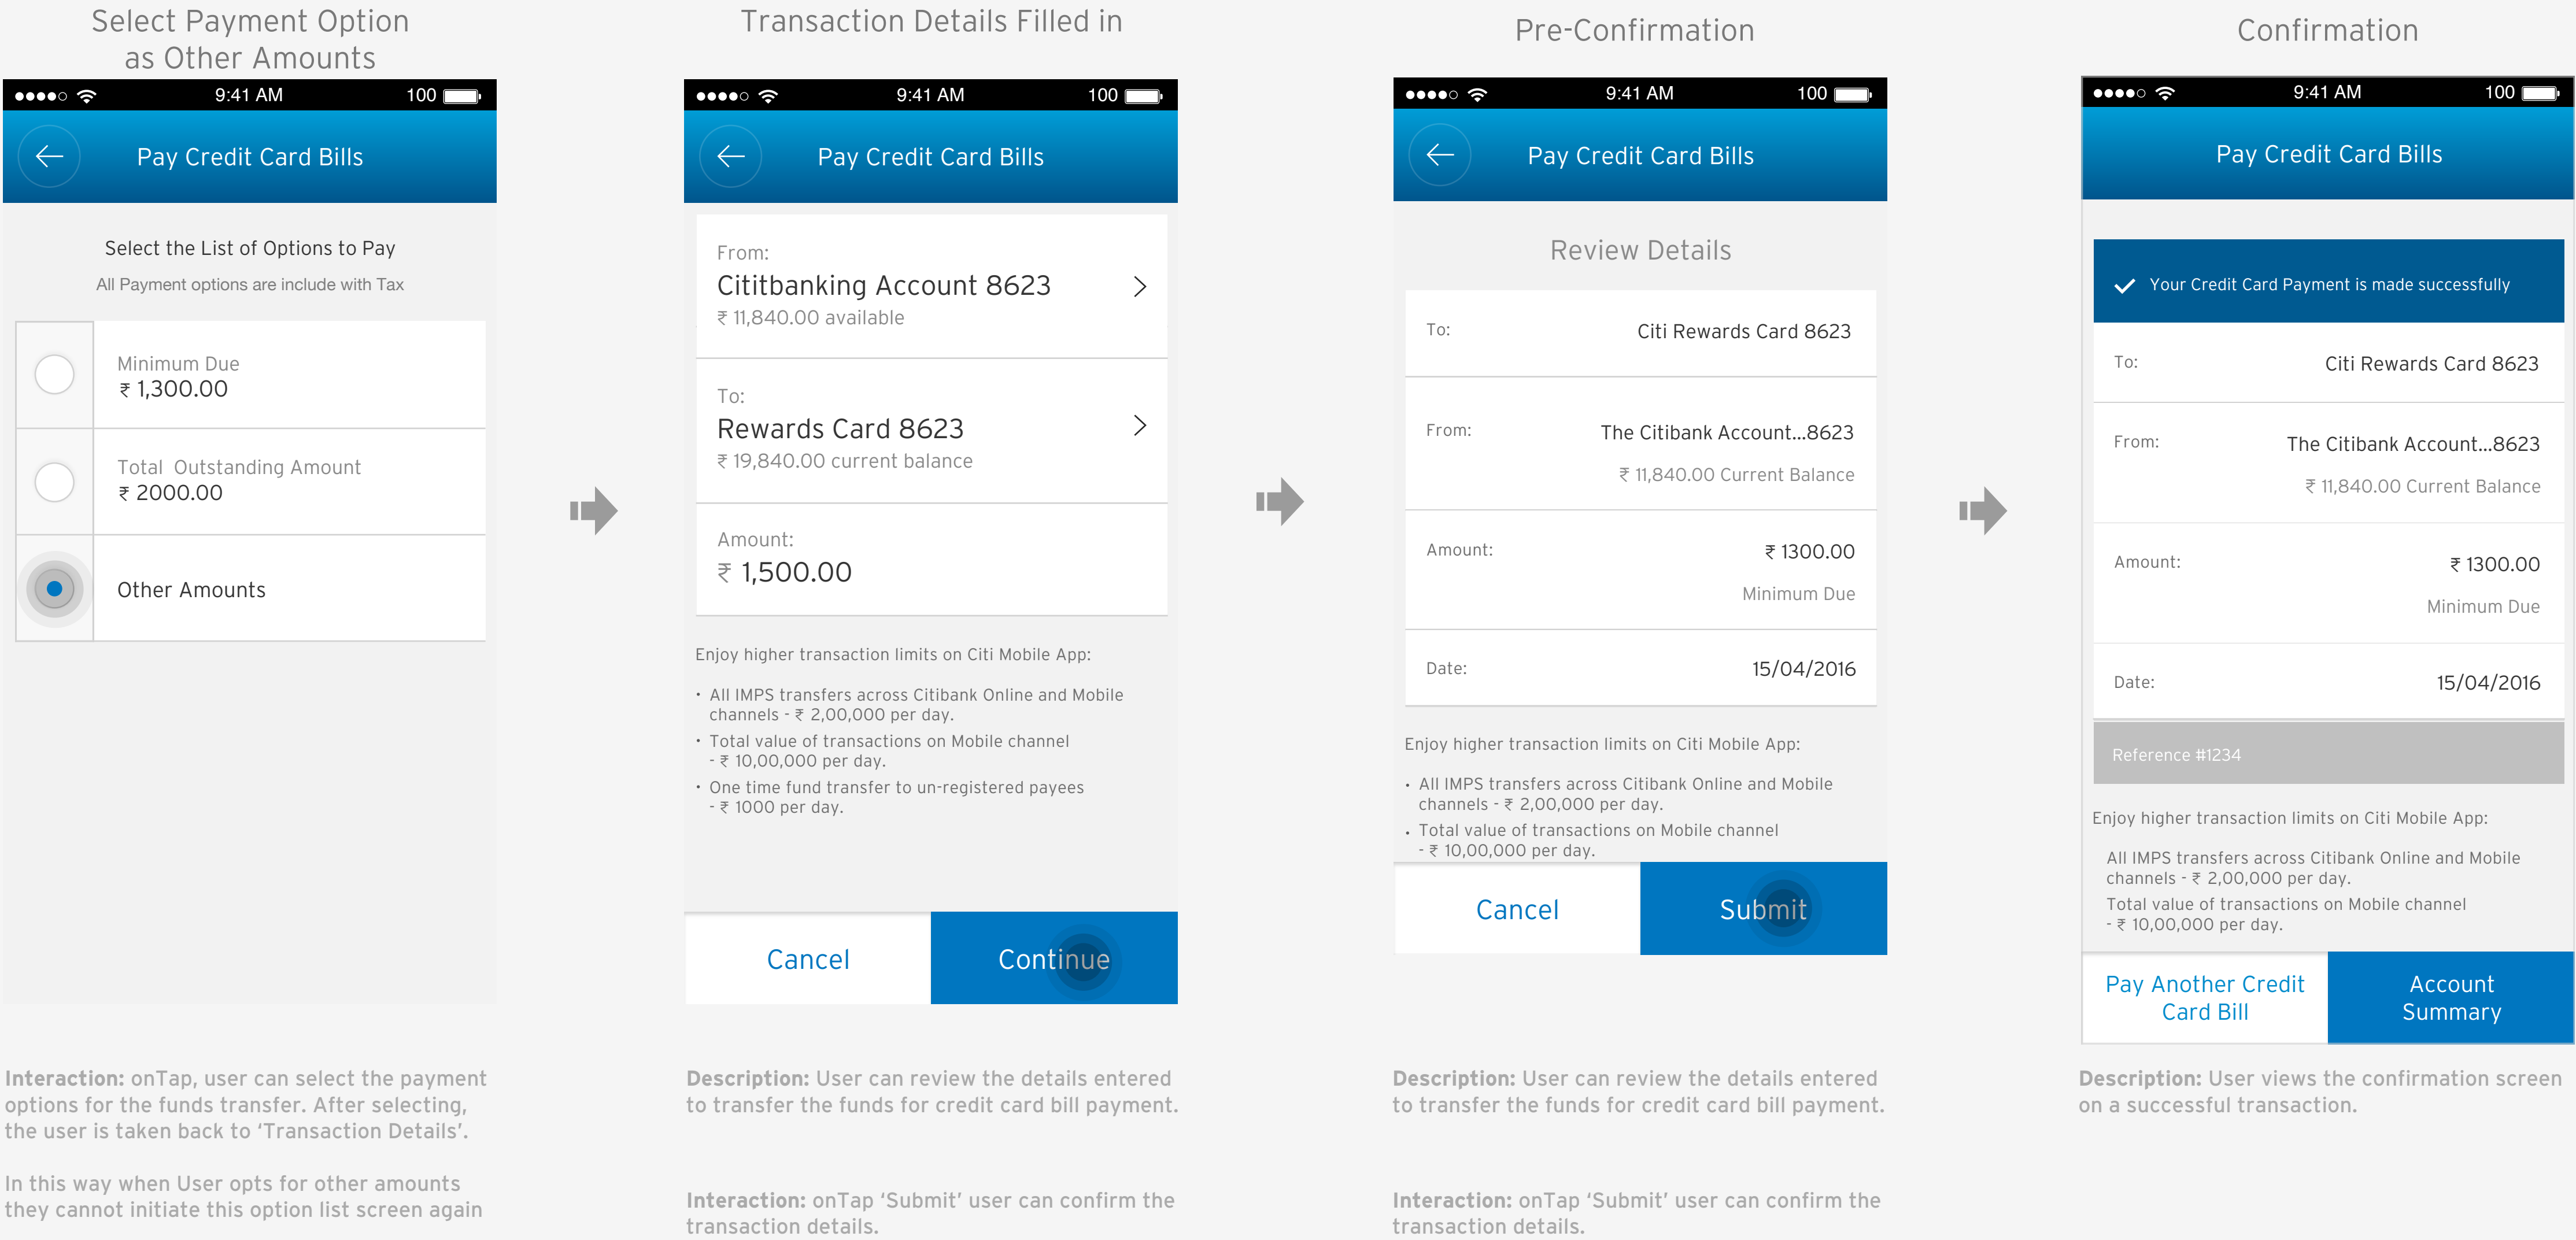 Select Payment Option
as Other Amounts
9:41 AM
100
Pay Credit Card Bills
Select the List of Options to Pay
All Payment options are include with Tax
Minimum Due
₹ 1,300.00
Total Outstanding Amount
₹ 2000.00
Other Amounts
Interaction: onTap, user can select the payment
options for the funds transfer. After selecting,
the user is taken back to ‘Transaction Details’.
In this way when User opts for other amounts
they cannot initiate this option list screen again
Transaction Details Filled in
9:41 AM
100
Pay Credit Card Bills
From:
Cititbanking Account 8623
₹ 11,840.00 available
To:
Rewards Card 8623
₹ 19,840.00 current balance
Amount:
₹ 1,500.00
Enjoy higher transaction limits on Citi Mobile App:
• All IMPS transfers across Citibank Online and Mobile
channels - ₹ 2,00,000 per day.
• Total value of transactions on Mobile channel
- ₹ 10,00,000 per day.
• One time fund transfer to un-registered payees
- ₹ 1000 per day.
Cancel
Continue
Description: User can review the details entered
to transfer the funds for credit card bill payment.
Interaction: onTap ‘Submit’ user can confirm the
transaction details.
Pre-Confirmation
9:41 AM
100
Pay Credit Card Bills
Review Details
To: Citi Rewards Card 8623
From: The Citibank Account...8623
₹ 11,840.00 Current Balance
Amount: ₹ 1300.00
Minimum Due
Date: 15/04/2016
Enjoy higher transaction limits on Citi Mobile App:
• All IMPS transfers across Citibank Online and Mobile
channels - ₹ 2,00,000 per day.
• Total value of transactions on Mobile channel
- ₹ 10,00,000 per day.
Cancel
Submit
Description: User can review the details entered
to transfer the funds for credit card bill payment.
Interaction: onTap ‘Submit’ user can confirm the
transaction details.
Confirmation
9:41 AM
100
Pay Credit Card Bills
Your Credit Card Payment is made successfully
To: Citi Rewards Card 8623
From: The Citibank Account...8623
₹ 11,840.00 Current Balance
Amount: ₹ 1300.00
Minimum Due
Date: 15/04/2016
Reference #1234
Enjoy higher transaction limits on Citi Mobile App:
All IMPS transfers across Citibank Online and Mobile
channels - ₹ 2,00,000 per day.
Total value of transactions on Mobile channel
- ₹ 10,00,000 per day.
Pay Another Credit
Card Bill
Account
Summary
Description: User views the confirmation screen
on a successful transaction.